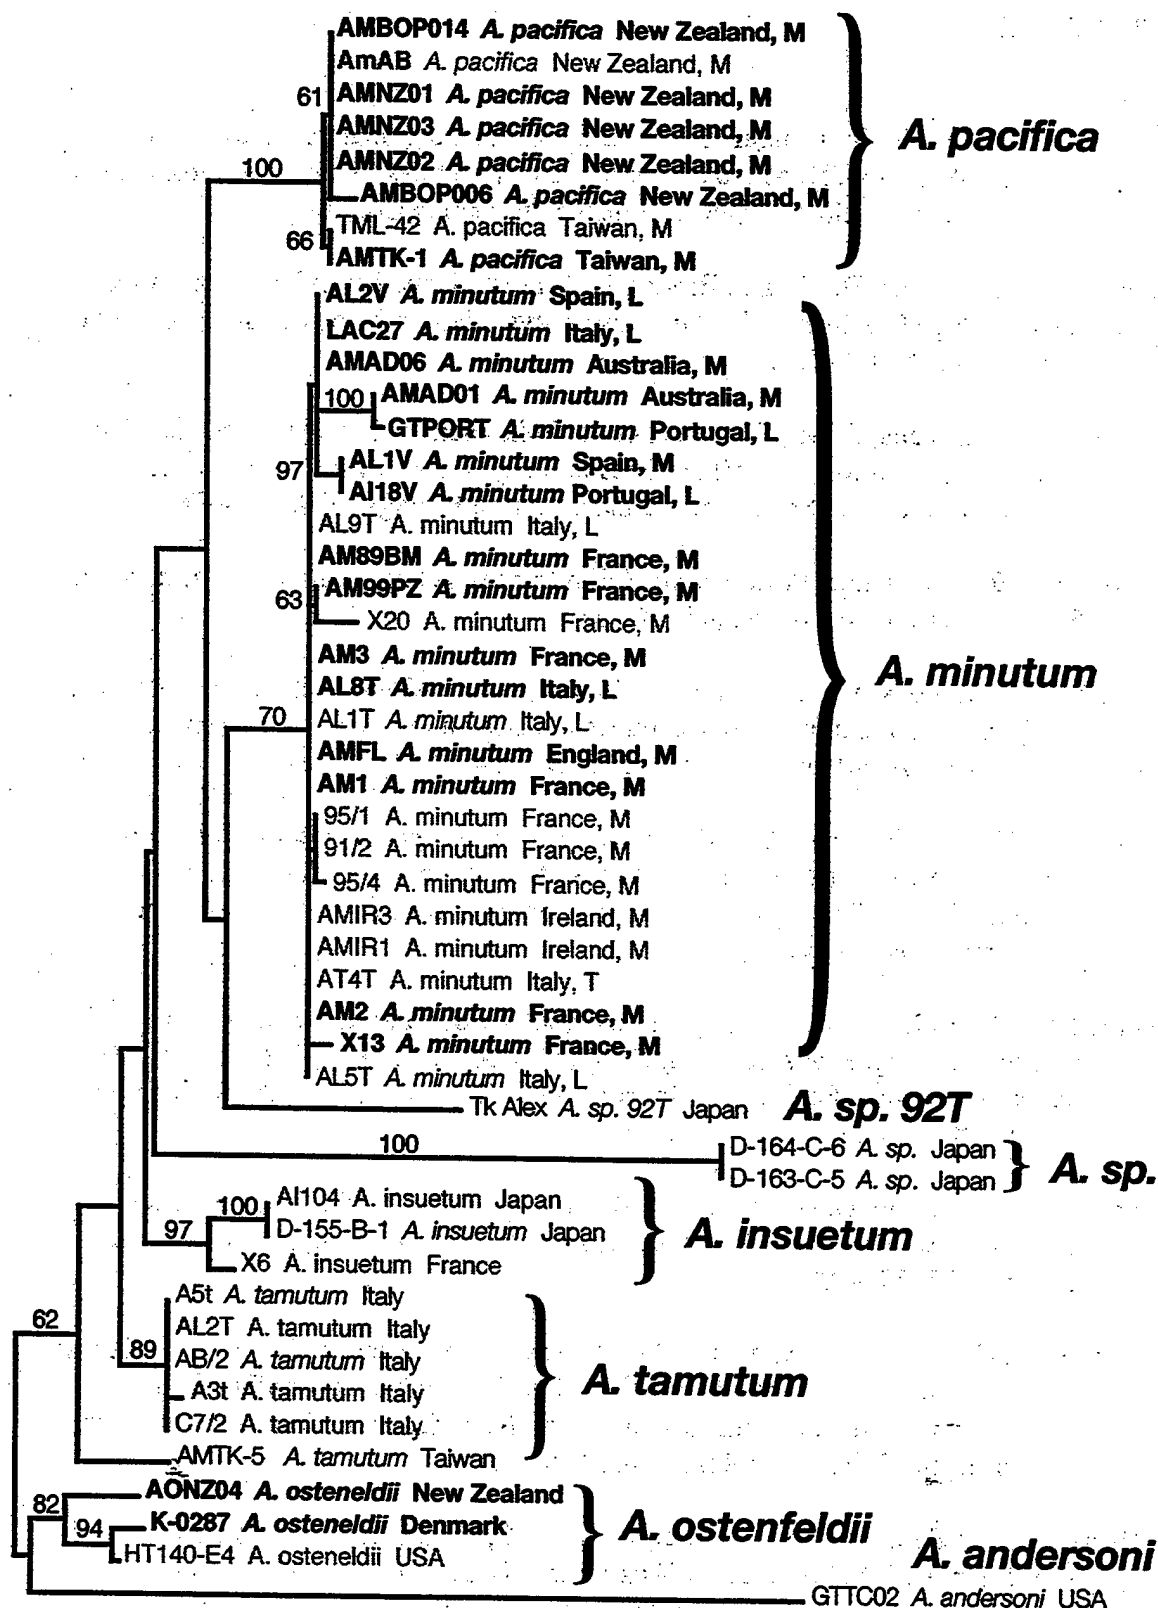 AMBOP014 A. pacifica New Zealand, M
AmAB A. pacifica New Zealand, M
61
AMNZ01 A. pacifica New Zealand, M
AMNZ03 A. pacifica New Zealand, M
A. pacifica
AMNZ02 A. pacifica New Zealand, M
100
AMBOP006 A. pacifica New Zealand, M
TML-42 A. pacifica Taiwan, M
66
AMTK-1 A. pacifica Taiwan, M
AL2V A. minutum Spain, L
LAC27 A. minutum Italy, L
AMAD06 A. minutum Australia, M
100
AMAD01 A. minutum Australia, M
GTPORT A. minutum Portugal, L
97
AL1V A. minutum Spain, M
Al18V A. minutum Portugal, L
AL9T A. minutum Italy, L
AM89BM A. minutum France, M
63
AM99PZ A. minutum France, M
X20 A. minutum France, M
AM3 A. minutum France, M
A. minutum
AL8T A. minutum Italy, L
70
AL1T A. minutum Italy, L
AMFL A. minutum England, M
AM1 A. minutum France, M
95/1 A. minutum France, M
91/2 A. minutum France, M
95/4 A. minutum France, M
AMIR3 A. minutum Ireland, M
AMIR1 A. minutum Ireland, M
AT4T A. minutum Italy, T
AM2 A. minutum France, M
X13 A. minutum France, M
AL5T A. minutum Italy, L
Tk Alex A. sp. 92T Japan A. sp. 92T
100
D-164-C-6 A. sp. Japan
A. sp.
D-163-C-5 A. sp. Japan
100
Al104 A. insuetum Japan
97
D-155-B-1 A. insuetum Japan
A. insuetum
X6 A. insuetum France
A5t A. tamutum Italy
62
AL2T A. tamutum Italy
89
AB/2 A. tamutum Italy
A. tamutum
A3t A. tamutum Italy
C7/2 A. tamutum Italy
AMTK-5 A. tamutum Taiwan
82
AONZ04 A. osteneldii New Zealand
94
K-0287 A. osteneldii Denmark
A. ostenfeldii
HT140-E4 A. osteneldii USA
A. andersoni
GTTC02 A. andersoni USA